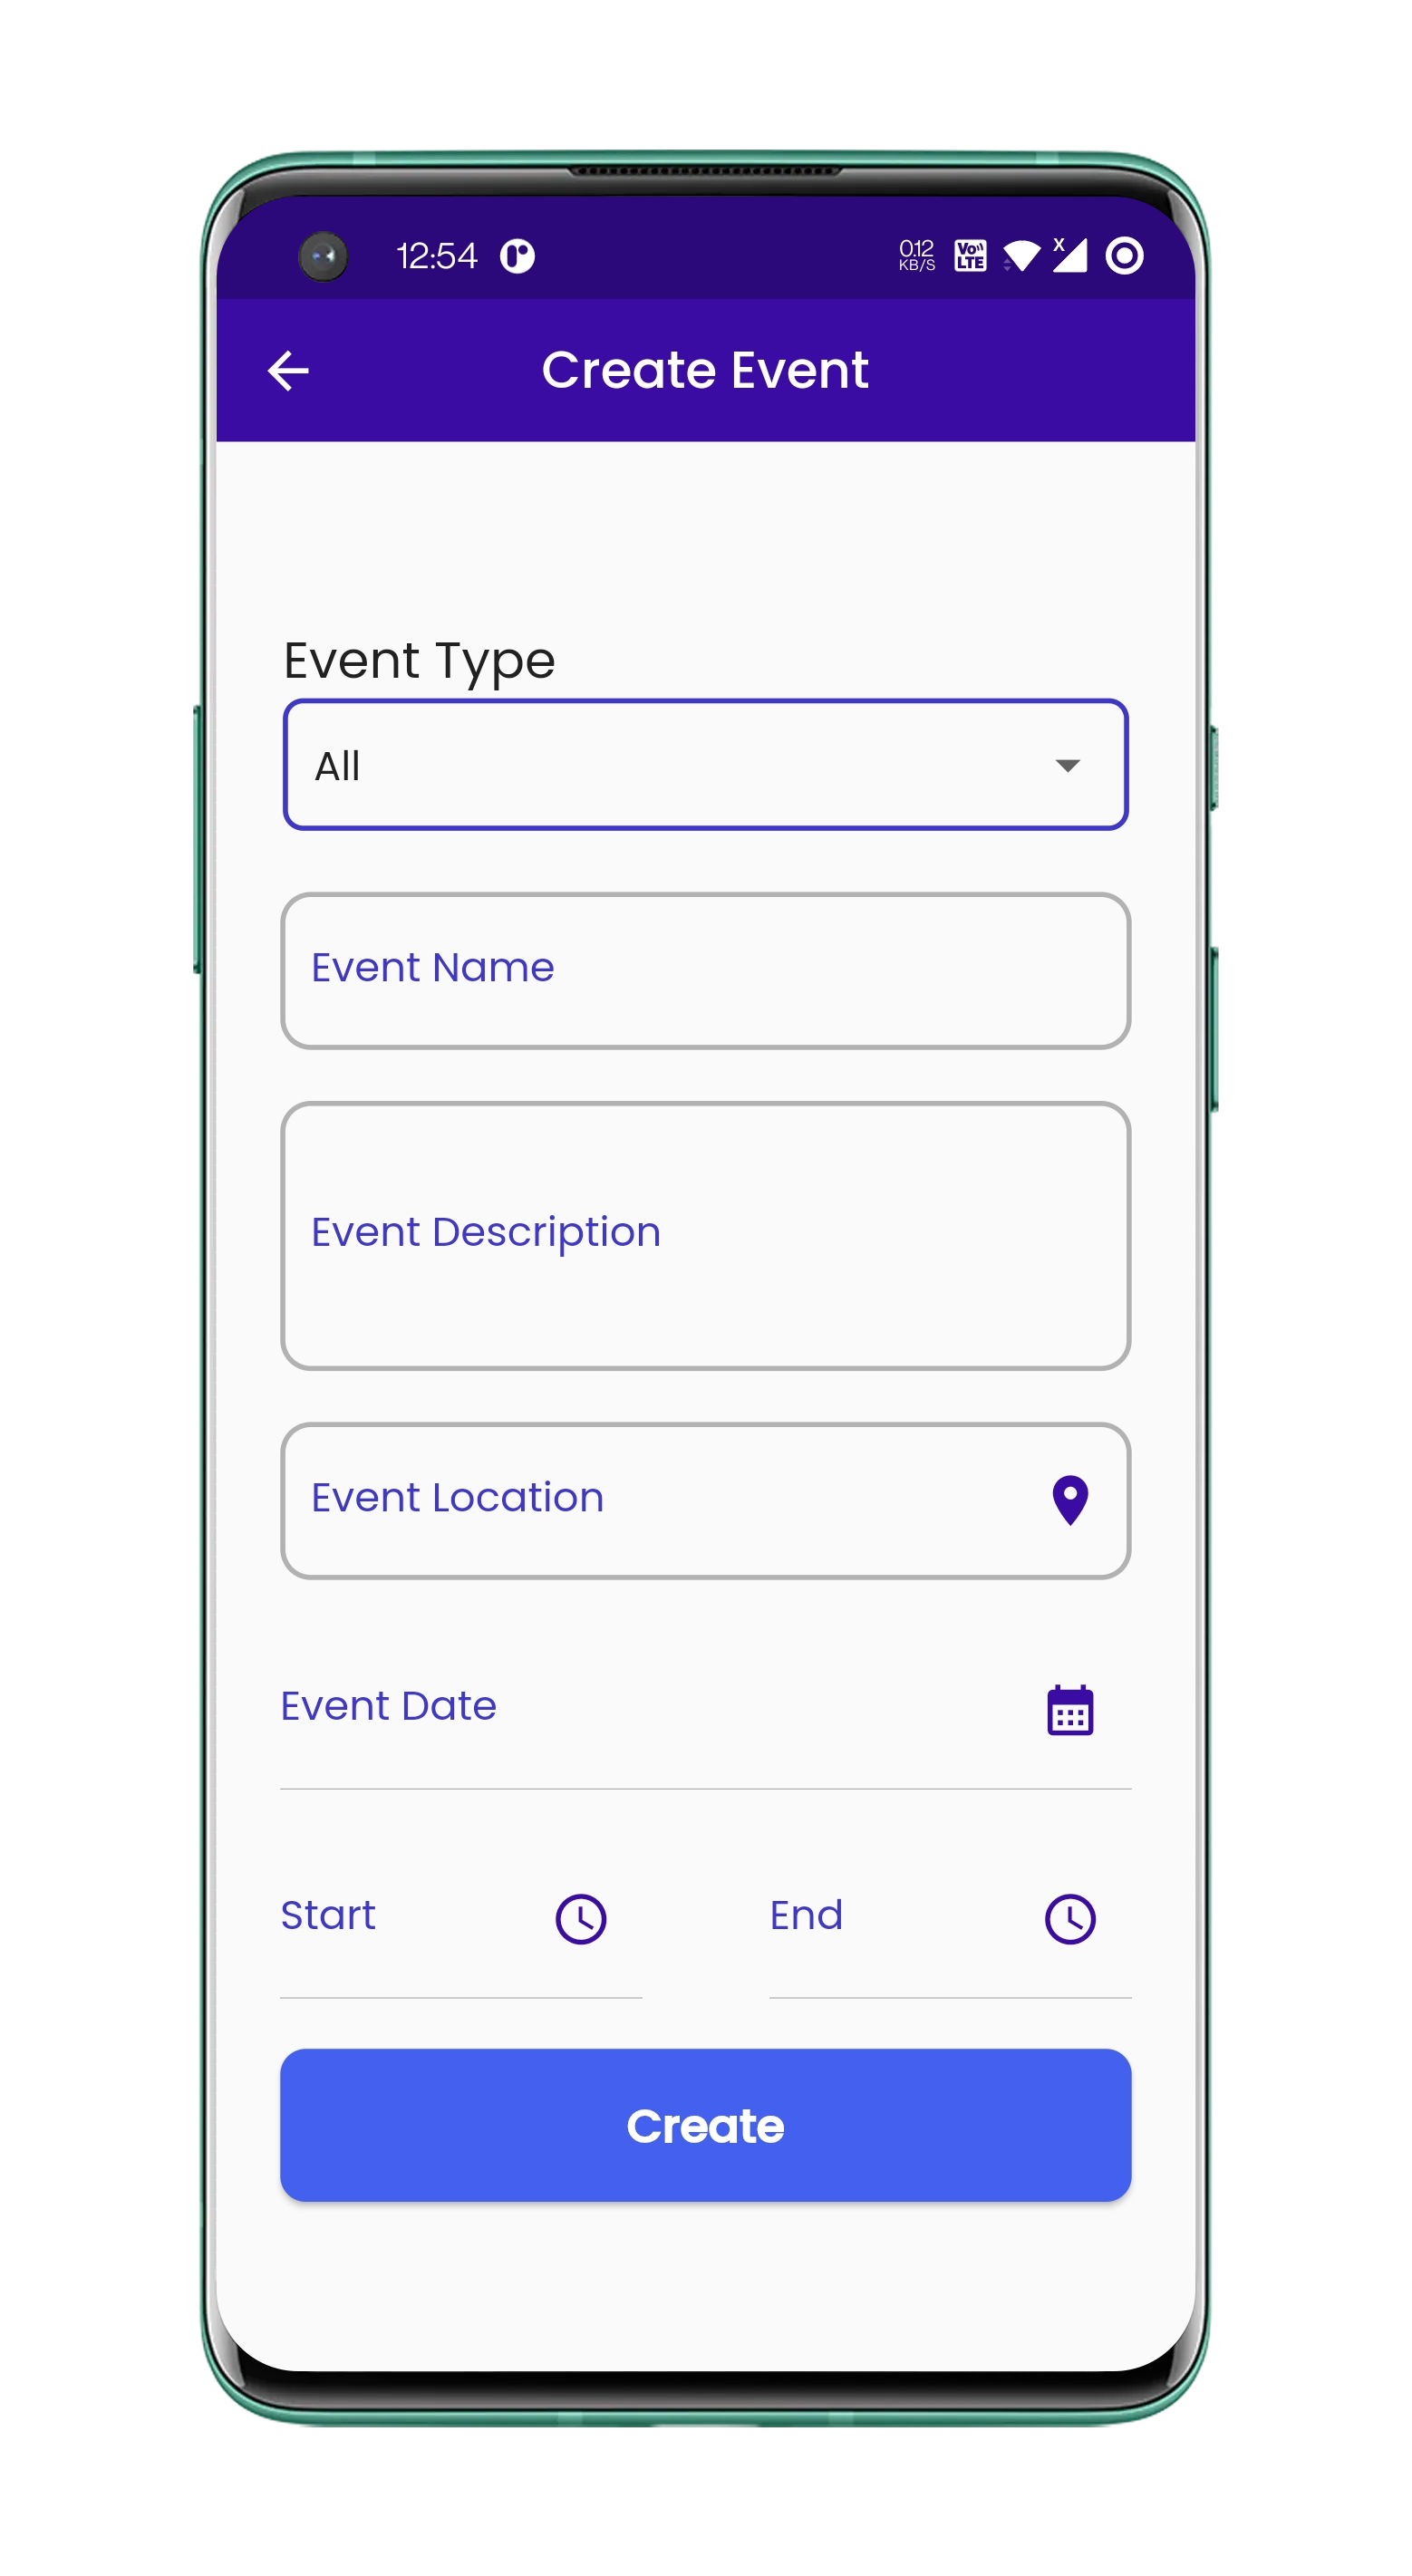 12:54 0.12 KB/S Vo LTE X
Create Event
Event Type
All
Event Name
Event Description
Event Location
Event Date
Start End
Create